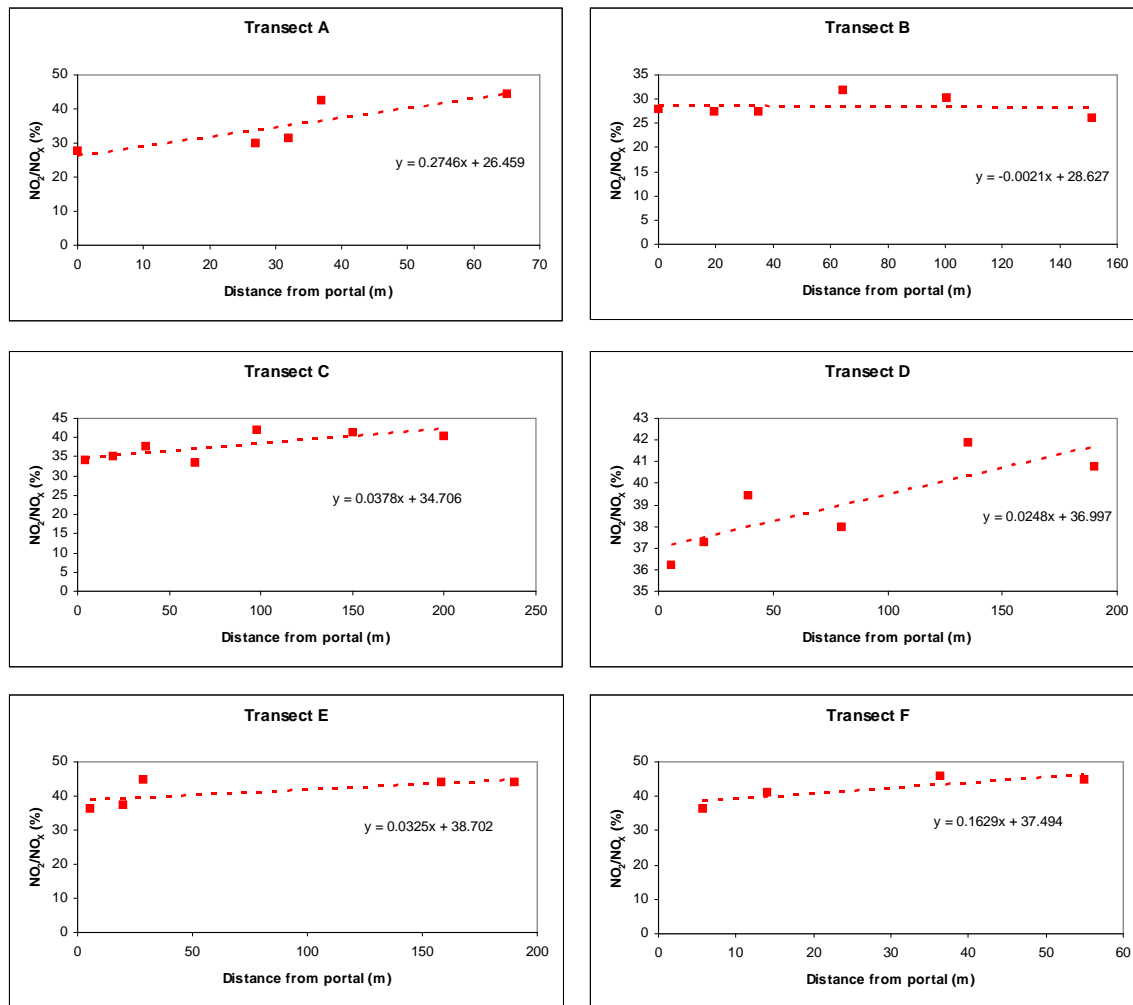 Transect A
NO2/NOX (%)
50
40
30
20
10
0
y = 0.2746x + 26.459
0 10 20 30 40 50 60 70
Distance from portal (m)
Transect B
NO2/NOX (%)
35
30
25
20
15
10
5
0
y = -0.0021x + 28.627
0 20 40 60 80 100 120 140 160
Distance from portal (m)
Transect C
NO2/NOX (%)
45
40
35
30
25
20
15
10
5
0
y = 0.0378x + 34.706
0 50 100 150 200 250
Distance from portal (m)
Transect D
NO2/NOX (%)
43
42
41
40
39
38
37
36
35
y = 0.0248x + 36.997
0 50 100 150 200
Distance from portal (m)
Transect E
NO2/NOX (%)
50
40
30
20
10
0
y = 0.0325x + 38.702
0 50 100 150 200
Distance from portal (m)
Transect F
NO2/NOX (%)
50
40
30
20
10
0
y = 0.1629x + 37.494
0 10 20 30 40 50 60
Distance from portal (m)